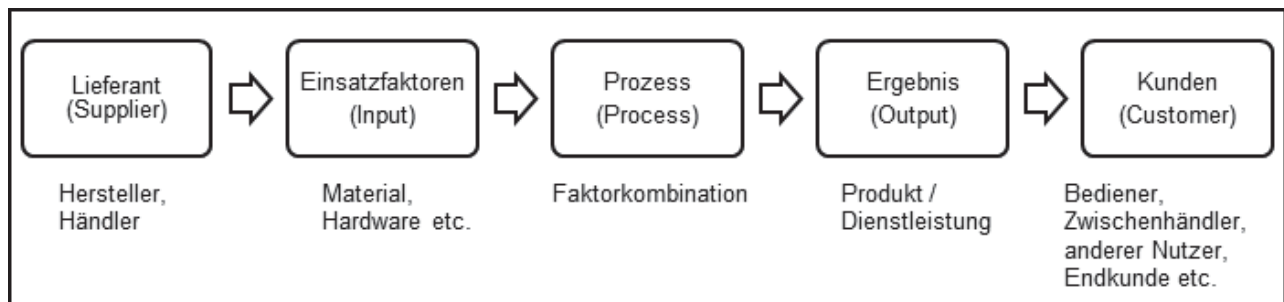 Lieferant
(Supplier)
Einsatzfaktoren
(Input)
Prozess
(Process)
Ergebnis
(Output)
Kunden
(Customer)
Hersteller,
Händler
Material,
Hardware etc.
Faktorkombination
Produkt /
Dienstleistung
Bediener,
Zwischenhändler,
anderer Nutzer,
Endkunde etc.